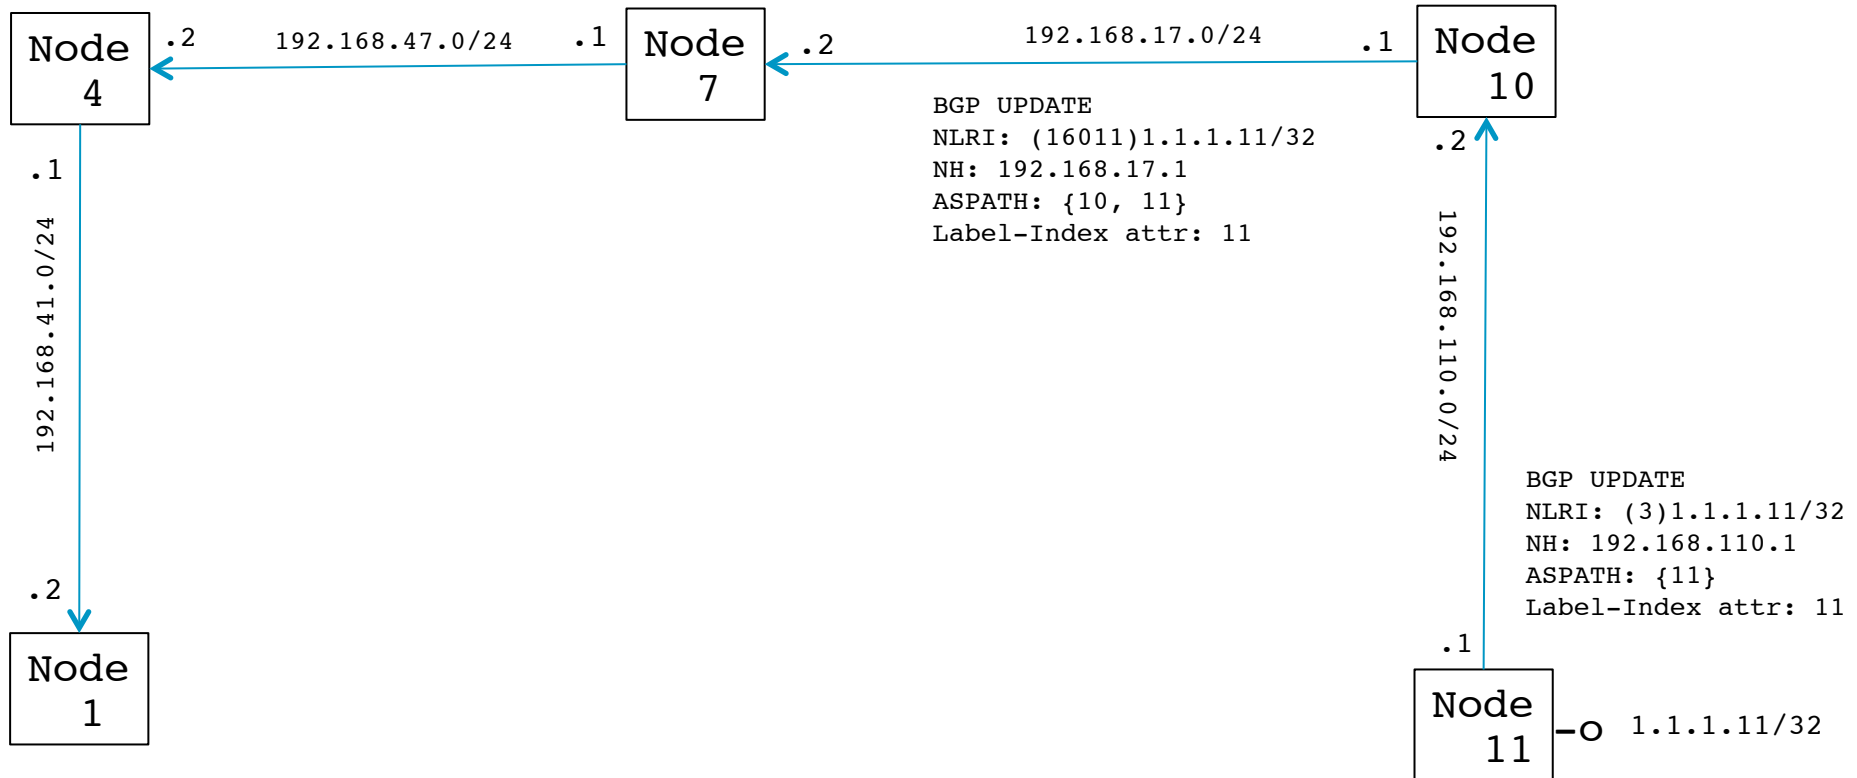 Node
4
.2
192.168.47.0/24
.1
Node
7
.2
192.168.17.0/24
.1
Node
10
BGP UPDATE
NLRI: (16011)1.1.1.11/32
NH: 192.168.17.1
ASPATH: {10, 11}
Label-Index attr: 11
.2
.1
192.168.41.0/24
192.168.110.0/24
BGP UPDATE
NLRI: (3)1.1.1.11/32
NH: 192.168.110.1
ASPATH: {11}
Label-Index attr: 11
.2
.1
Node
1
Node
11
-o 1.1.1.11/32